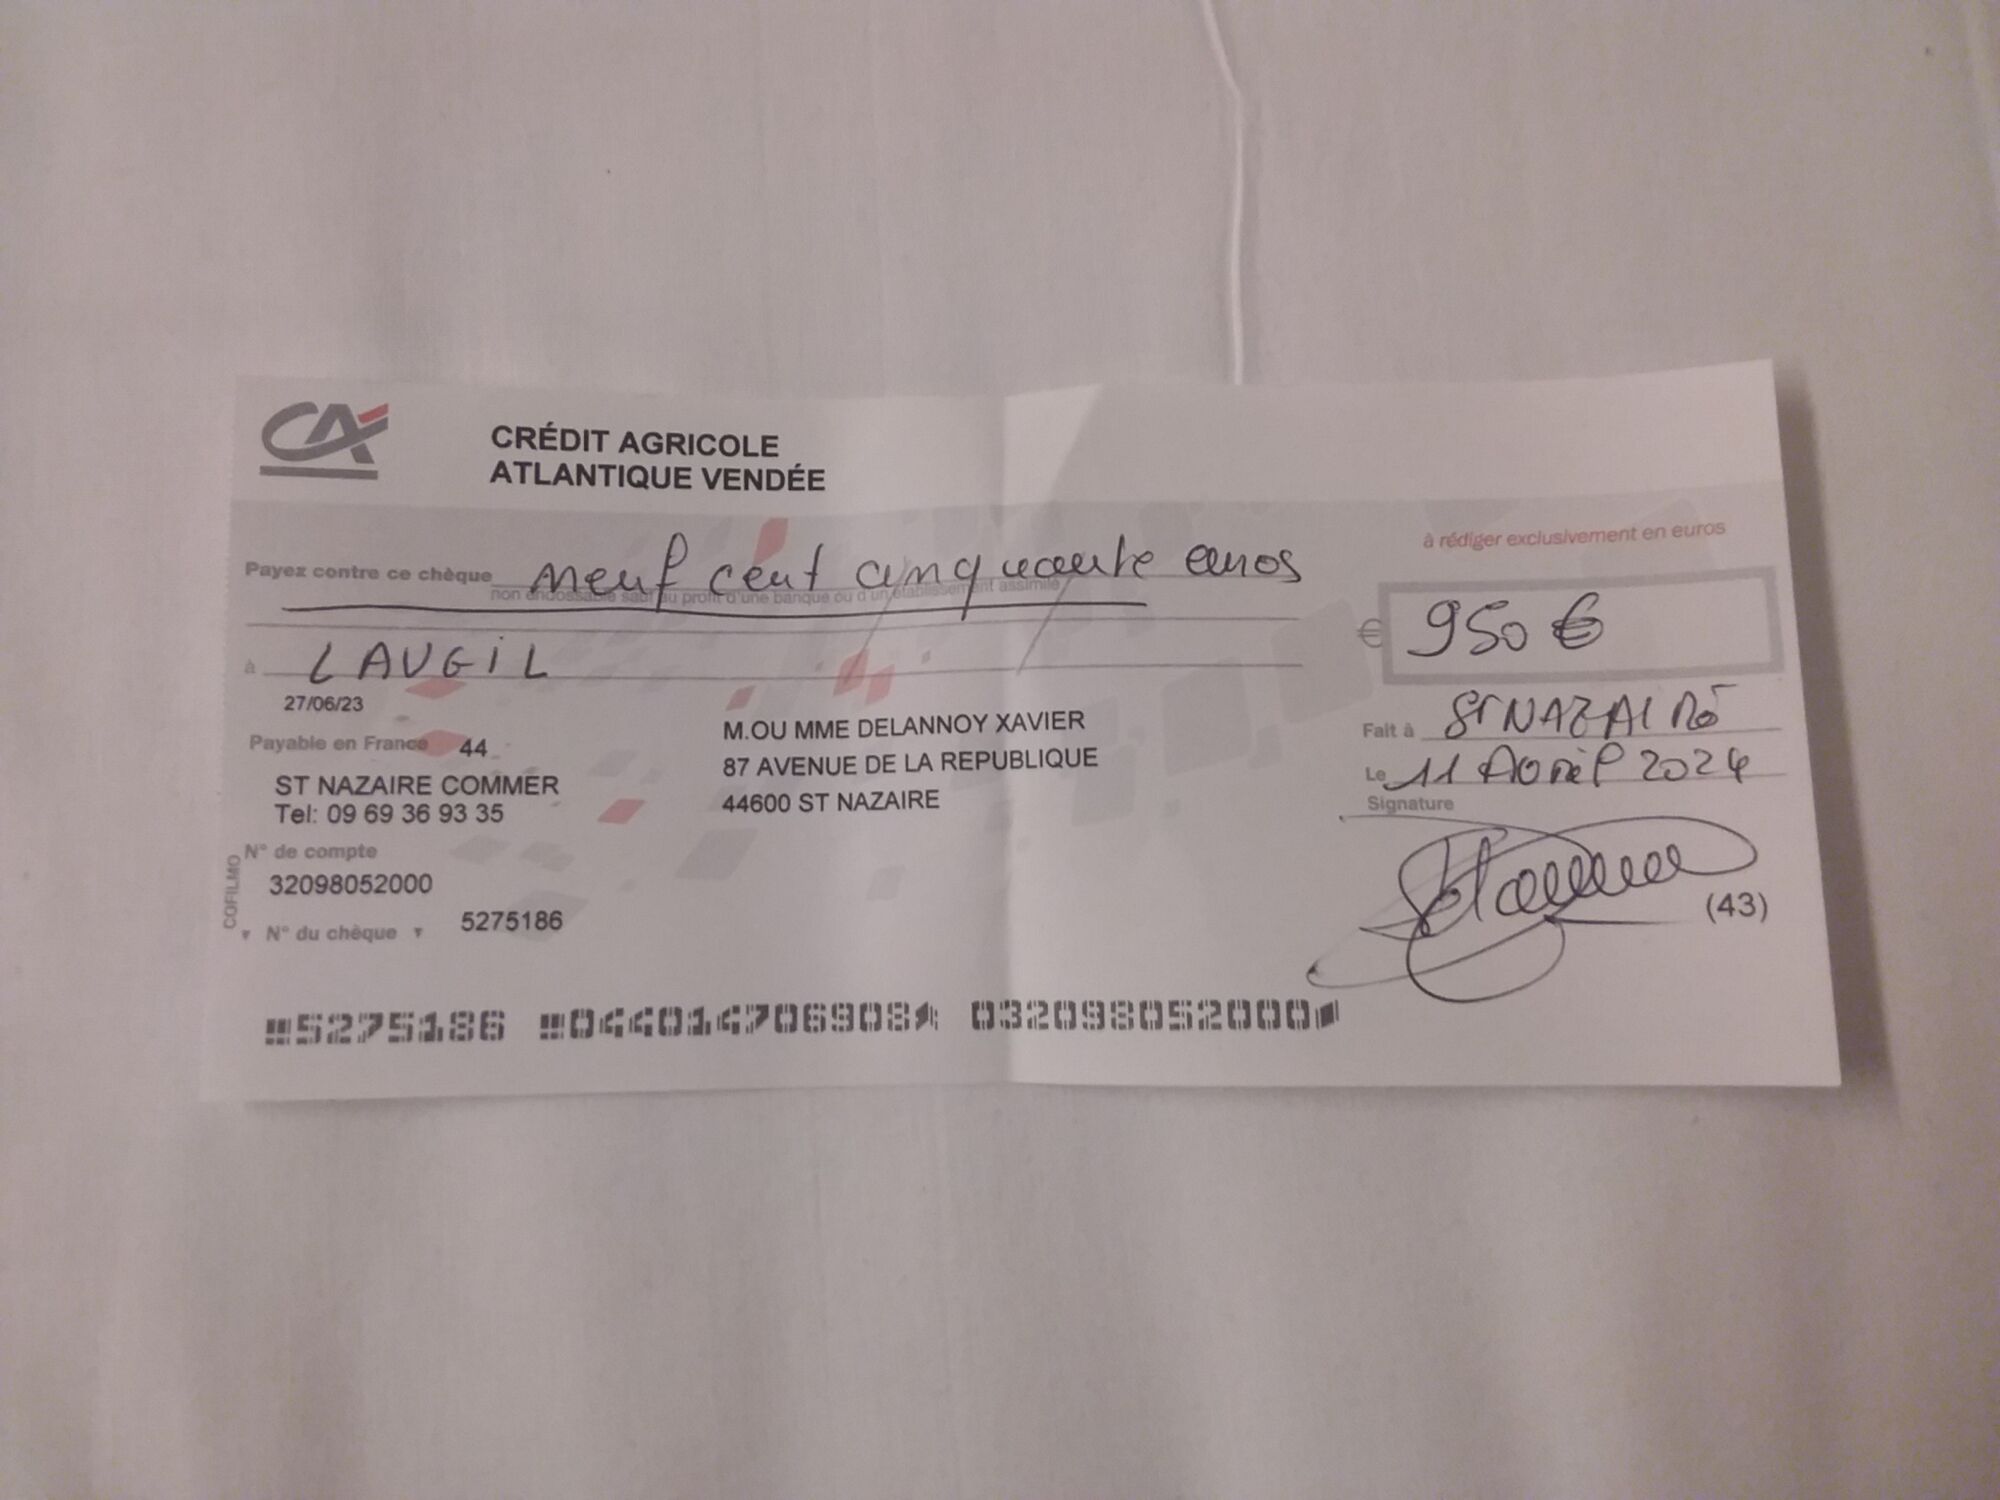 CA
CRÉDIT AGRICOLE
ATLANTIQUE VENDÉE
à rédiger exclusivement en euros
Payez contre ce chèque neuf cent cinquante euros
non endossable sauf au profit d'une banque ou d'un établissement assimilé
€ 950 €
à LAUGIL
27/06/23
Payable en France 44
ST NAZAIRE COMMER
Tel: 09 69 36 93 35
M.OU MME DELANNOY XAVIER
87 AVENUE DE LA REPUBLIQUE
44600 ST NAZAIRE
Fait à ST NAZAIRE
Le 11 Avril 2024
Signature
(43)
COFILMO
N° de compte
32098052000
N° du chèque 5275186
5275186 044014706908 032098052000